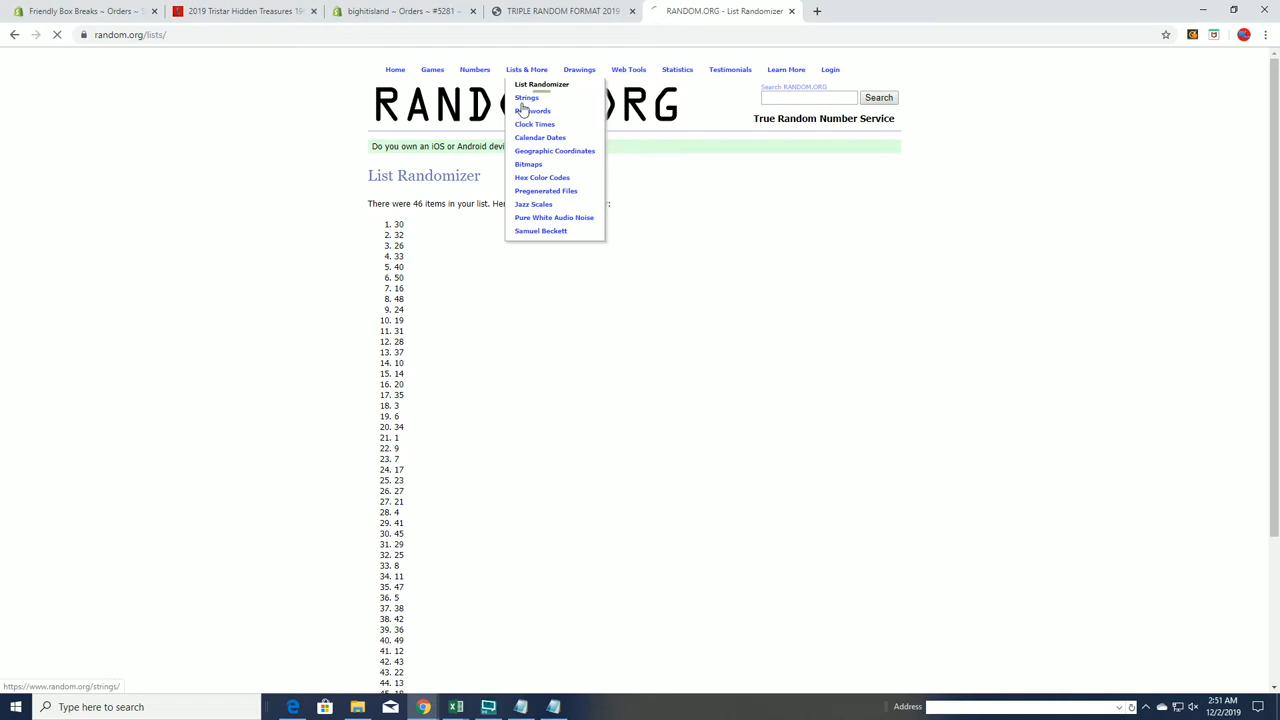 Friendly Box Breaks ~ Orders ~
2019 Tristar Hidden Treasures 19
bighitisland ~ Orders ~ #5281
TRIPLE RANDOM FORMAT 2019
RANDOM.ORG - List Randomizer
random.org/lists/
Home Games Numbers Lists & More Drawings Web Tools Statistics Testimonials Learn More Login
List Randomizer
Strings
Clock Times
Calendar Dates
Geographic Coordinates
Bitmaps
Hex Color Codes
Pregenerated Files
Jazz Scales
Pure White Audio Noise
Samuel Beckett
Search RANDOM.ORG
Search
True Random Number Service
Do you own an iOS or Android
List Randomizer
There were 46 items in your list.
1. 30
2. 32
3. 26
4. 33
5. 40
6. 50
7. 16
8. 48
9. 24
10. 19
11. 31
12. 28
13. 37
14. 10
15. 14
16. 20
17. 35
18. 3
19. 6
20. 34
21. 1
22. 9
23. 7
24. 17
25. 23
26. 27
27. 21
28. 4
29. 41
30. 45
31. 29
32. 25
33. 8
34. 11
35. 47
36. 5
37. 38
38. 42
39. 36
40. 49
41. 12
42. 43
43. 22
44. 13
https://www.random.org/strings/
Type here to search
Address
2:51 AM
12/2/2019